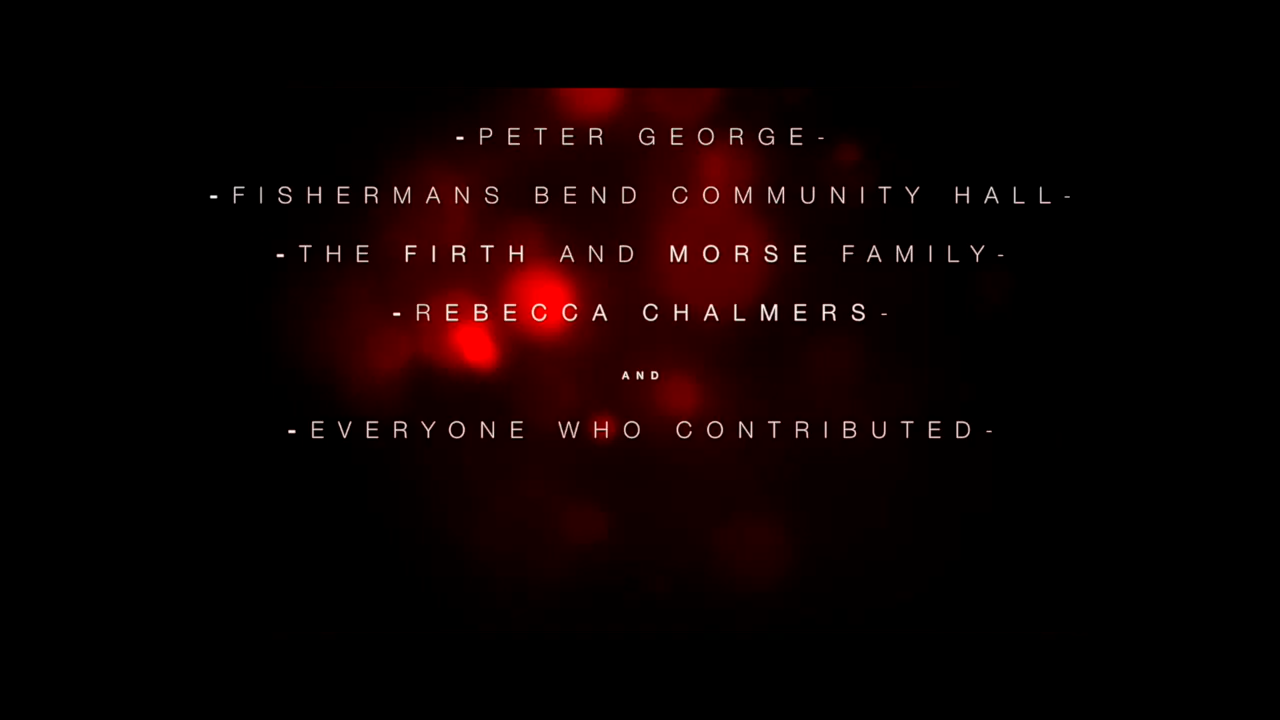 -PETER GEORGE-
-FISHERMANS BEND COMMUNITY HALL-
-THE FIRTH AND MORSE FAMILY-
-REBECCA CHALMERS-
AND
-EVERYONE WHO CONTRIBUTED-